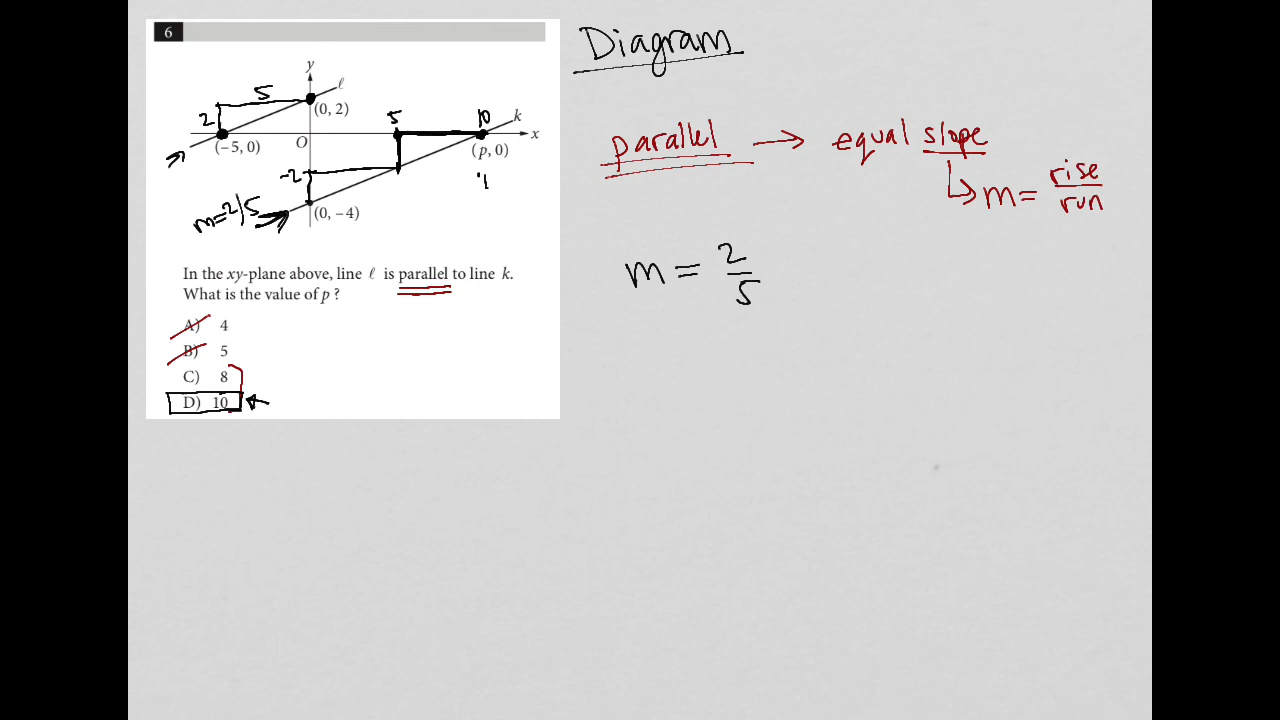 6
Diagram
y
ℓ
5
2
(0, 2)
5
10
k
x
(−5, 0)
O
(p, 0)
-2
m=2/5
(0, −4)
parallel → equal slope
↳ m = rise
run
m = 2
5
In the xy-plane above, line ℓ is parallel to line k.
What is the value of p ?
A) 4
B) 5
C) 8
D) 10